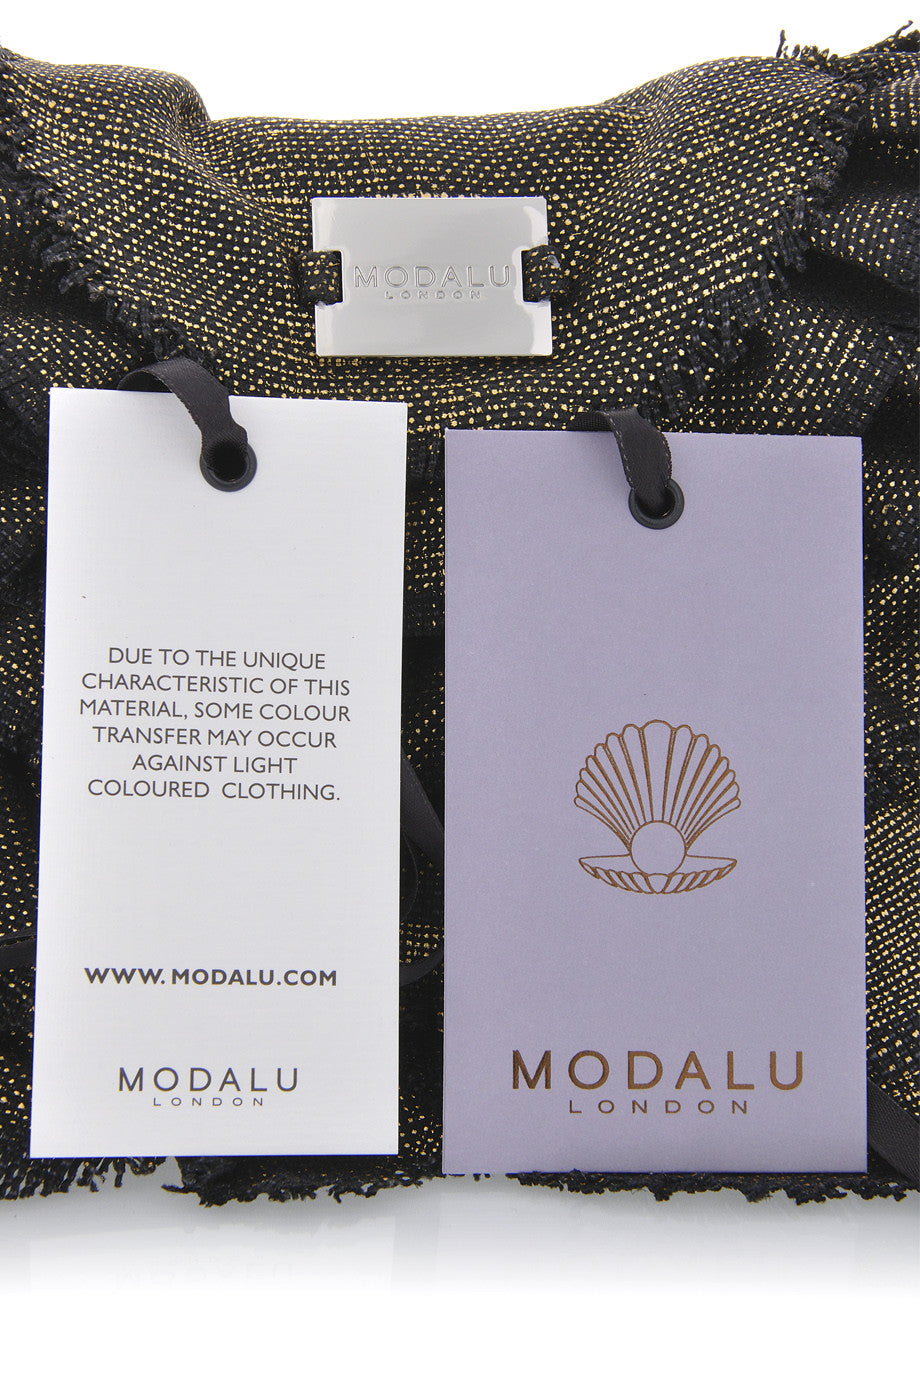 MODALU
LONDON
DUE TO THE UNIQUE
CHARACTERISTIC OF THIS
MATERIAL, SOME COLOUR
TRANSFER MAY OCCUR
AGAINST LIGHT
COLOURED CLOTHING.
WWW.MODALU.COM
MODALU
LONDON
MODALU
LONDON